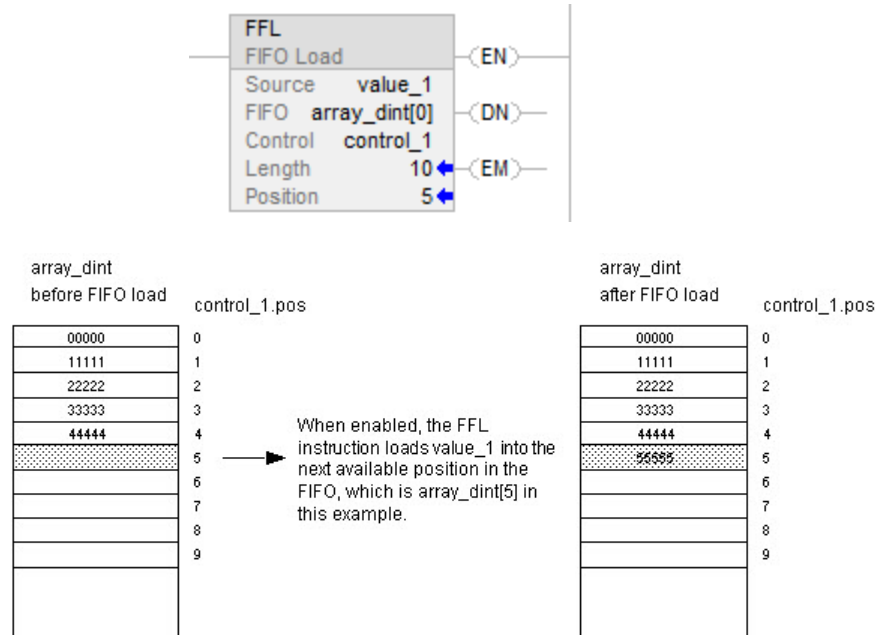 FFL
FIFO Load
EN
Source value_1
FIFO array_dint[0]
DN
Control control_1
Length 10
EM
Position 5
array_dint
before FIFO load
control_1.pos
00000 0
11111 1
22222 2
33333 3
44444 4
5
6
7
8
9
When enabled, the FFL
instruction loads value_1 into the
next available position in the
FIFO, which is array_dint[5] in
this example.
array_dint
after FIFO load
control_1.pos
00000 0
11111 1
22222 2
33333 3
44444 4
55555 5
6
7
8
9